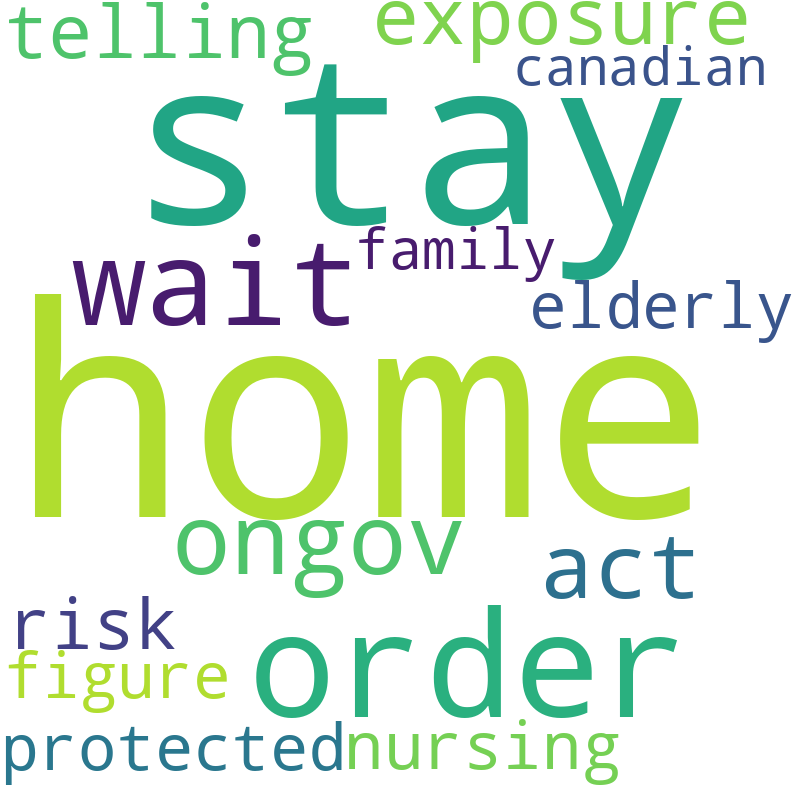 telling
exposure
canadian
stay
wait
family
elderly
home
ongov
act
risk
order
figure
protected
nursing